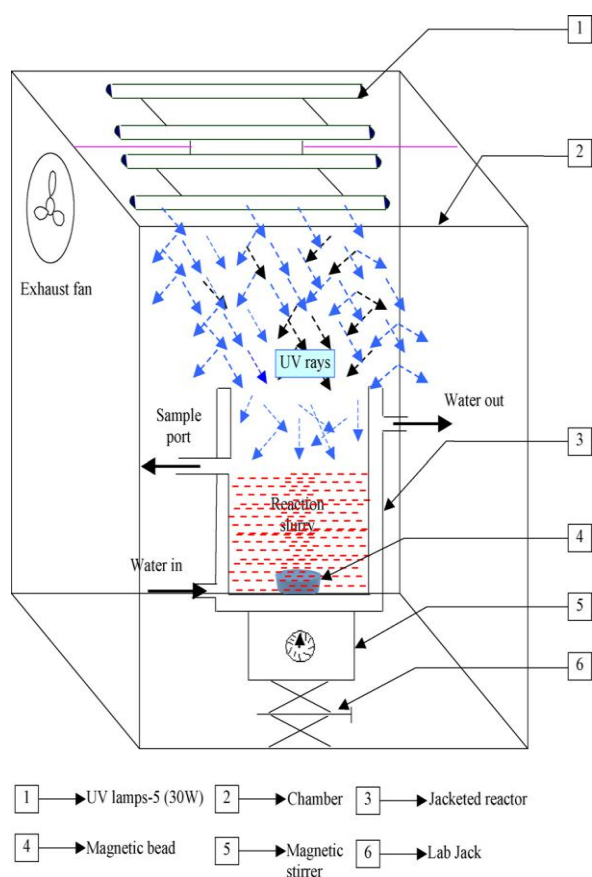 1
2
Exhaust fan
UV rays
Sample
port
Water out
3
Reaction
slurry
4
Water in
5
6
1 UV lamps-5 (30W) 2 Chamber 3 Jacketed reactor
4 Magnetic bead 5 Magnetic
stirrer 6 Lab Jack